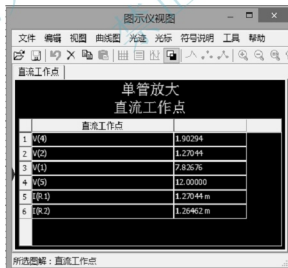 图示仪视图
文件 编辑 视图 曲线图 光迹 光标 符号说明 工具 帮助
直流工作点
单管放大
直流工作点
直流工作点
1 V(4) 1.90294
2 V(2) 1.27044
3 V(1) 7.82676
4 V(5) 12.00000
5 I(R1) 1.27044 m
6 I(R2) 1.26462 m
所选图解：直流工作点